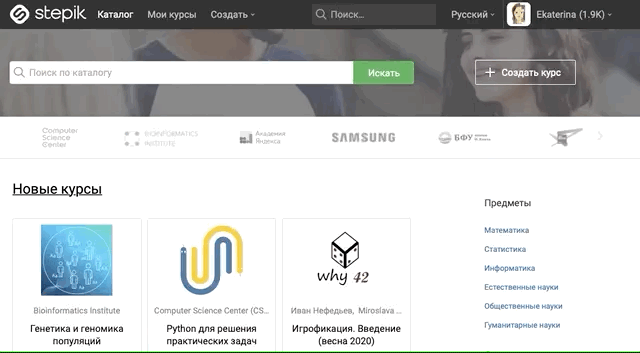 stepik Каталог Мои курсы Создать Поиск... Русский Ekaterina (1.9K)
Поиск по каталогу Искать + Создать курс
Computer Science Center
BIOINFORMATICS INSTITUTE
Академия Яндекса
SAMSUNG
БФУ
Новые курсы
Предметы
Математика
Статистика
Информатика
Естественные науки
Общественные науки
Гуманитарные науки
why 42
Bioinformatics Institute
Генетика и геномика
популяций
Computer Science Center (CS...
Python для решения
практических задач
Иван Нефедьев, Miroslava ...
Игрофикация. Введение
(весна 2020)